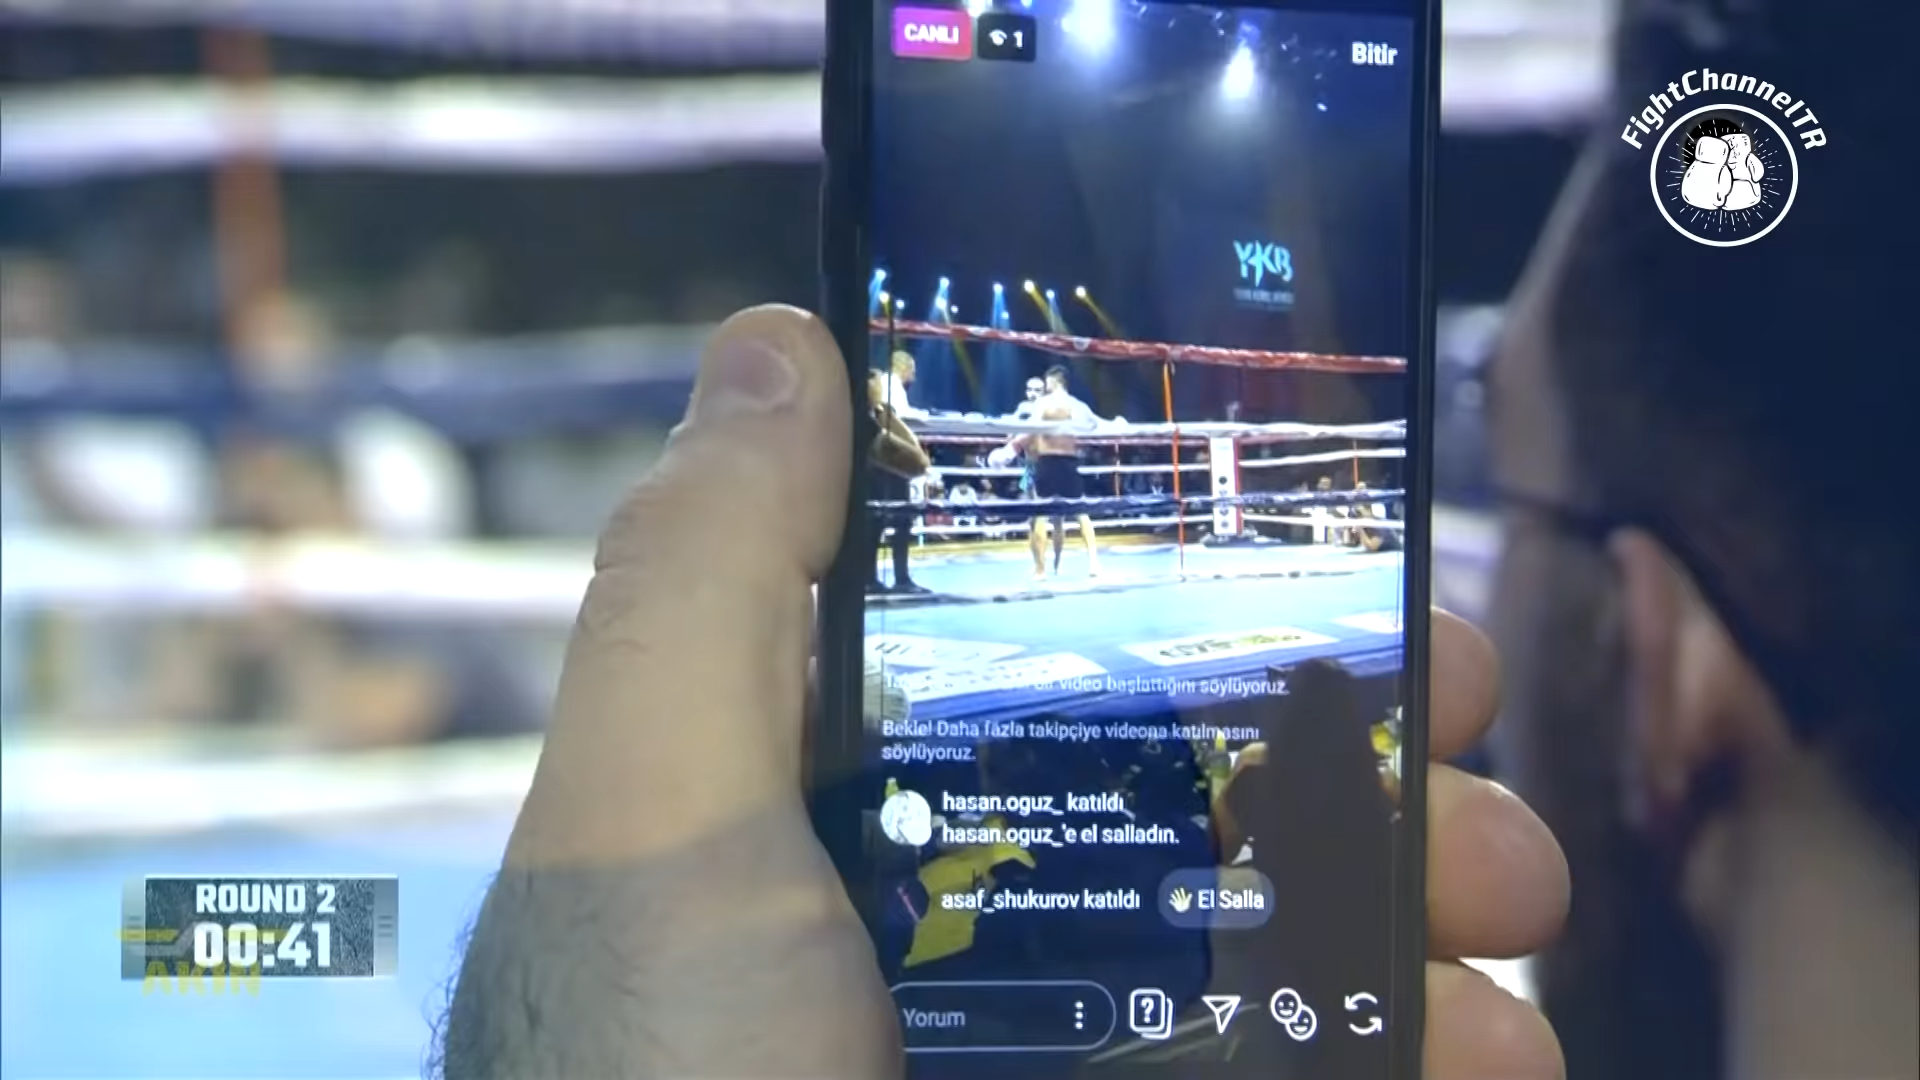 CANLI
1
Bitir
FightChannelTR
YKB
video başlattığını söylüyoruz.
Bekle! Daha fazla takipçiye videona katılmasını
söylüyoruz.
hasan.oguz_ katıldı
hasan.oguz_'e el salladın.
asaf_shukurov katıldı
El Salla
ROUND 2
00:41
AKIN
Yorum
?